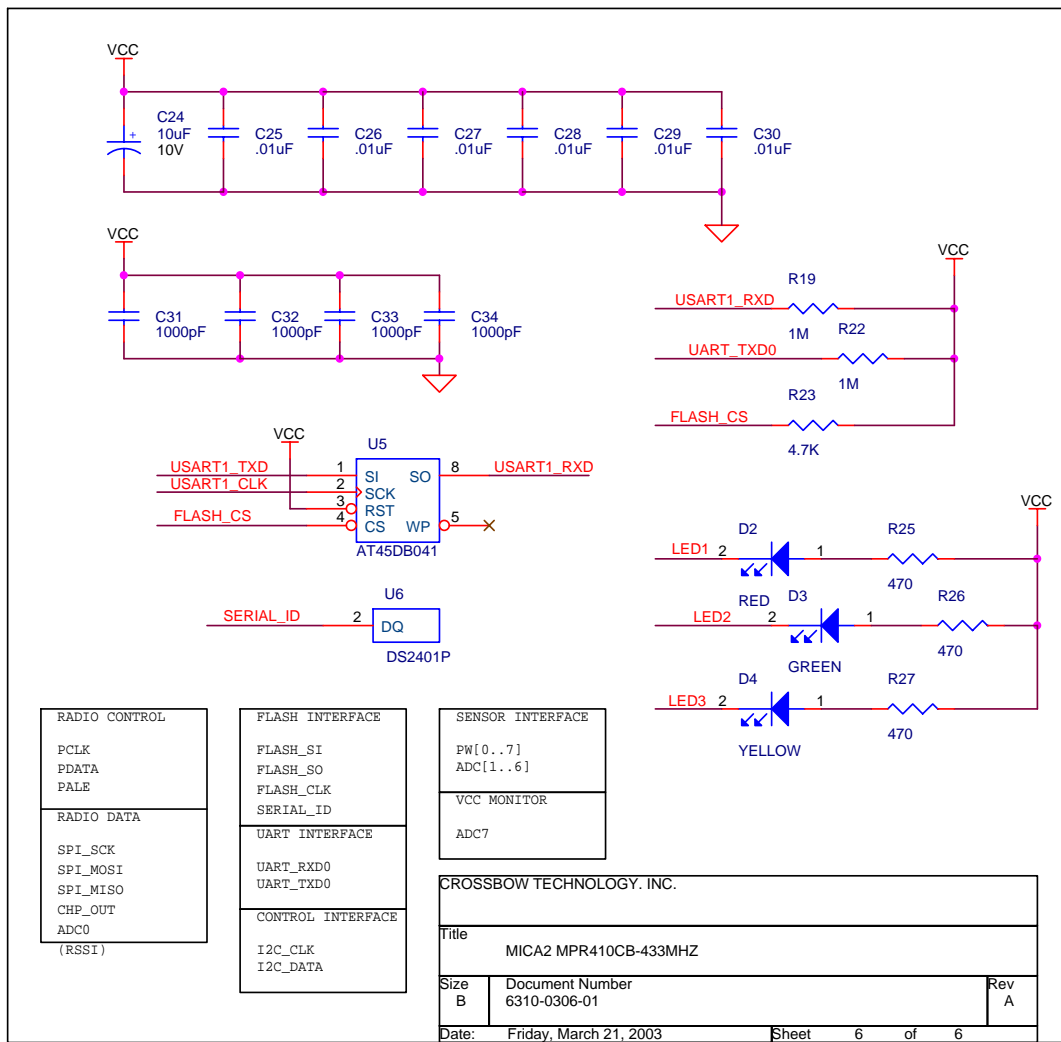 VCC
C24
10uF
10V
+
C25
.01uF
C26
.01uF
C27
.01uF
C28
.01uF
C29
.01uF
C30
.01uF
VCC
C31
1000pF
C32
1000pF
C33
1000pF
C34
1000pF
VCC
R19
USART1_RXD
1M
R22
UART_TXD0
1M
R23
FLASH_CS
4.7K
VCC
U5
USART1_TXD 1 SI SO 8 USART1_RXD
USART1_CLK 2 SCK
3 RST
FLASH_CS 4 CS WP 5
AT45DB041
U6
SERIAL_ID 2 DQ
DS2401P
VCC
D2 R25
LED1 2 1
RED 470
D3 R26
LED2 2 1
GREEN 470
D4 R27
LED3 2 1
YELLOW 470
RADIO CONTROL
PCLK
PDATA
PALE
RADIO DATA
SPI_SCK
SPI_MOSI
SPI_MISO
CHP_OUT
ADC0
(RSSI)
FLASH INTERFACE
FLASH_SI
FLASH_SO
FLASH_CLK
SERIAL_ID
UART INTERFACE
UART_RXD0
UART_TXD0
CONTROL INTERFACE
I2C_CLK
I2C_DATA
SENSOR INTERFACE
PW[0..7]
ADC[1..6]
VCC MONITOR
ADC7
CROSSBOW TECHNOLOGY. INC.
Title
MICA2 MPR410CB-433MHZ
Size Document Number Rev
B 6310-0306-01 A
Date: Friday, March 21, 2003 Sheet 6 of 6